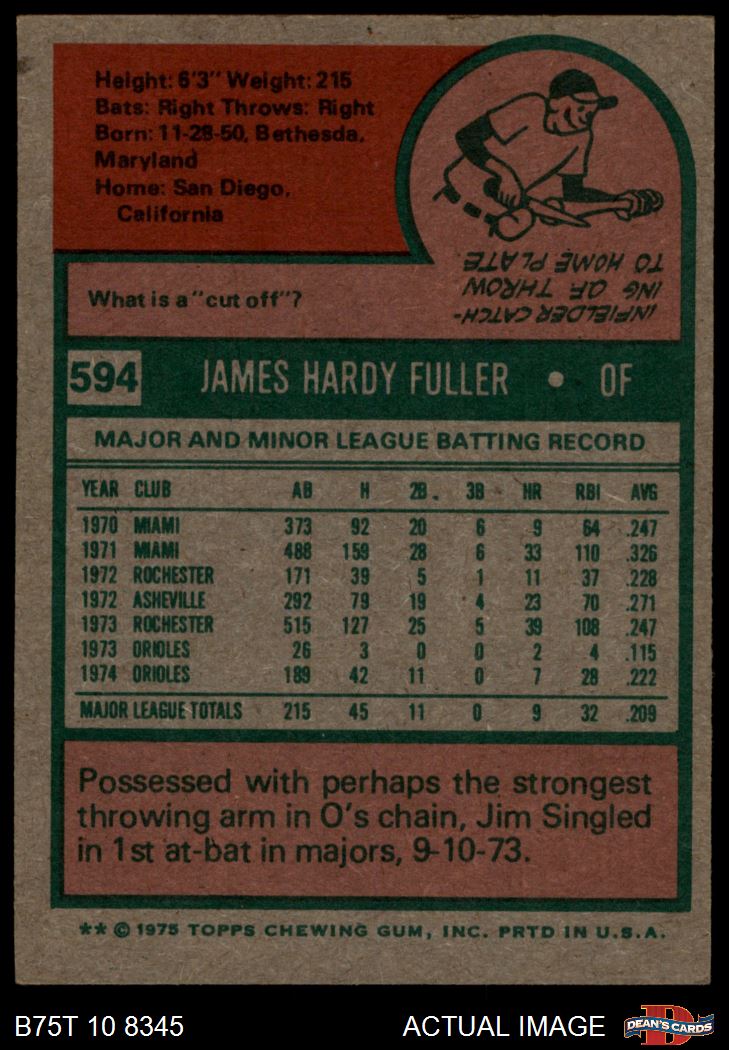 Height: 6'3" Weight: 215
Bats: Right Throws: Right
Born: 11-28-50, Bethesda,
Maryland
Home: San Diego,
California
What is a "cut off"?
INFIELDER CATCH-
ING OF THROW
TO HOME PLATE
594 JAMES HARDY FULLER • OF
MAJOR AND MINOR LEAGUE BATTING RECORD
YEAR CLUB AB H 2B. 3B HR RBI AVG
1970 MIAMI 373 92 20 6 9 64 .247
1971 MIAMI 488 159 28 6 33 110 .326
1972 ROCHESTER 171 39 5 1 11 37 .228
1972 ASHEVILLE 292 79 19 4 23 70 .271
1973 ROCHESTER 515 127 25 5 39 108 .247
1973 ORIOLES 26 3 0 0 2 4 .115
1974 ORIOLES 189 42 11 0 7 28 .222
MAJOR LEAGUE TOTALS 215 45 11 0 9 32 .209
Possessed with perhaps the strongest
throwing arm in O's chain, Jim Singled
in 1st at-bat in majors, 9-10-73.
** © 1975 TOPPS CHEWING GUM, INC. PRTD IN U.S.A.
B75T 10 8345 ACTUAL IMAGE D DEAN'S CARDS